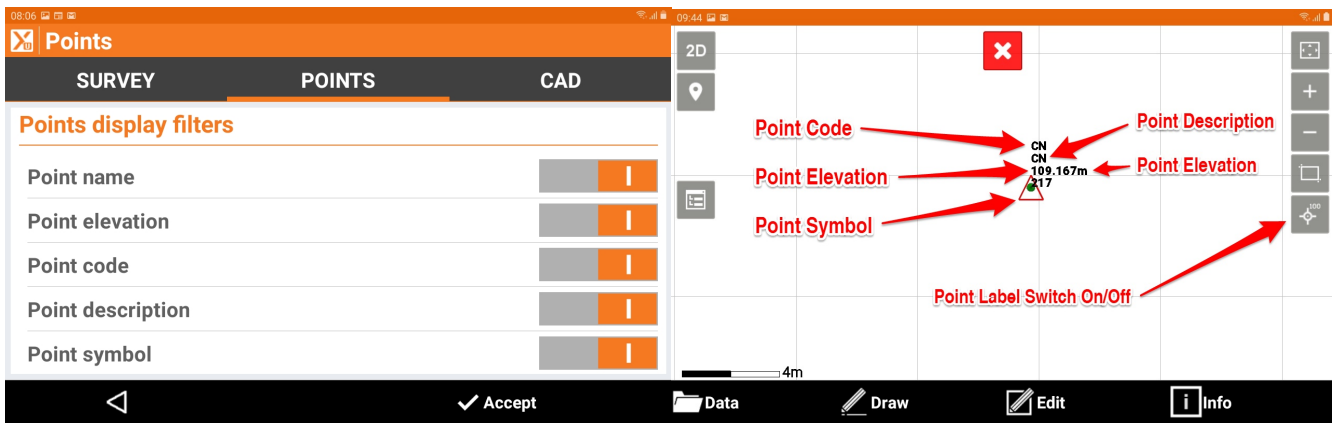 08:06
Points
SURVEY POINTS CAD
Points display filters
Point name
Point elevation
Point code
Point description
Point symbol
Accept
09:44
2D
Point Code
Point Description
CN
CN
Point Elevation
109.167m
Point Elevation
217
Point Symbol
100
Point Label Switch On/Off
4m
Data Draw Edit Info